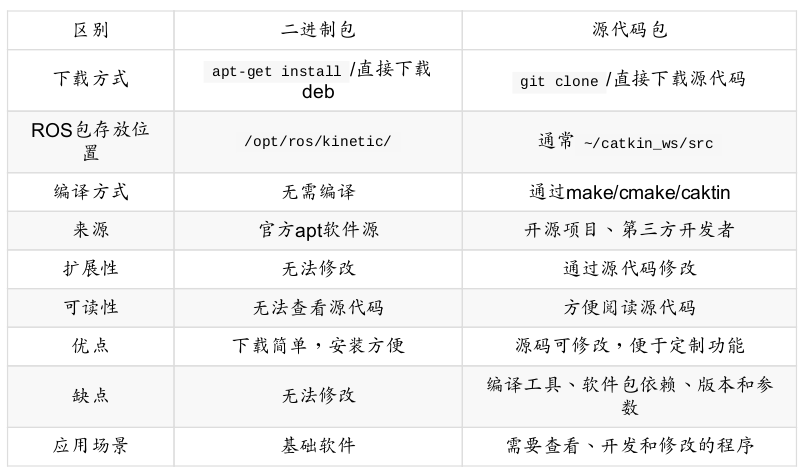 区别 二进制包 源代码包
下载方式 apt-get install /直接下载deb git clone /直接下载源代码
ROS包存放位置 /opt/ros/kinetic/ 通常 ~/catkin_ws/src
编译方式 无需编译 通过make/cmake/caktin
来源 官方apt软件源 开源项目、第三方开发者
扩展性 无法修改 通过源代码修改
可读性 无法查看源代码 方便阅读源代码
优点 下载简单，安装方便 源码可修改，便于定制功能
缺点 无法修改 编译工具、软件包依赖、版本和参数
应用场景 基础软件 需要查看、开发和修改的程序